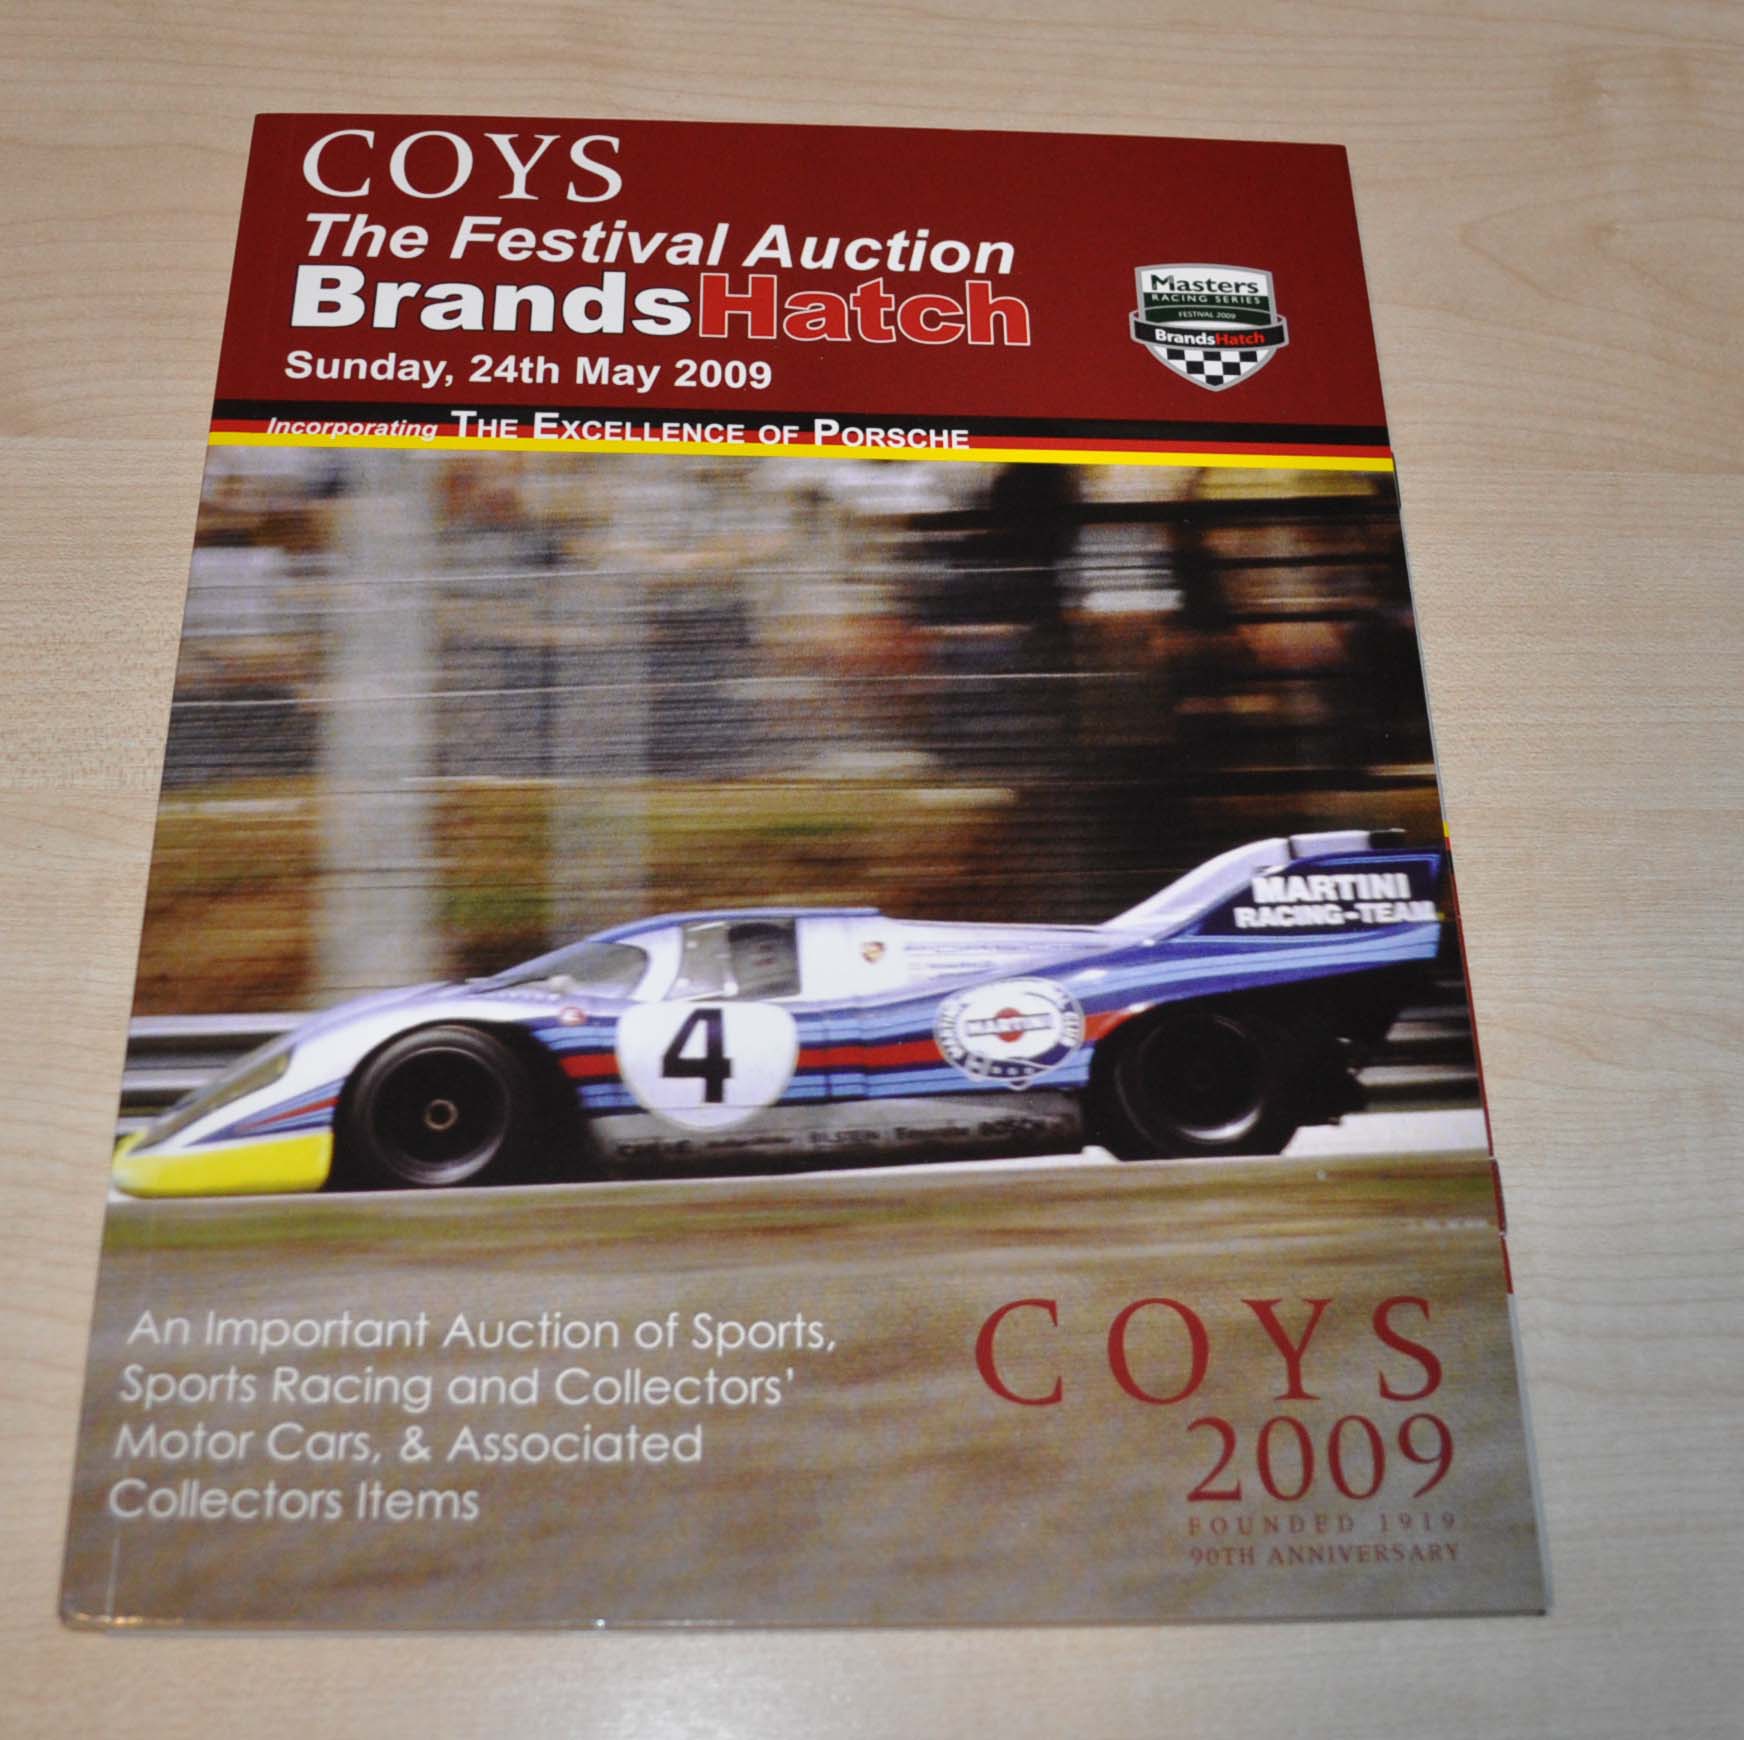 COYS
The Festival Auction
BrandsHatch
Sunday, 24th May 2009
Masters
RACING SERIES
FESTIVAL 2009
BrandsHatch
Incorporating THE EXCELLENCE OF PORSCHE
MARTINI
RACING-TEAM
4
MARTINI
An Important Auction of Sports,
Sports Racing and Collectors'
Motor Cars, & Associated
Collectors Items
COYS
2009
FOUNDED 1919
90TH ANNIVERSARY